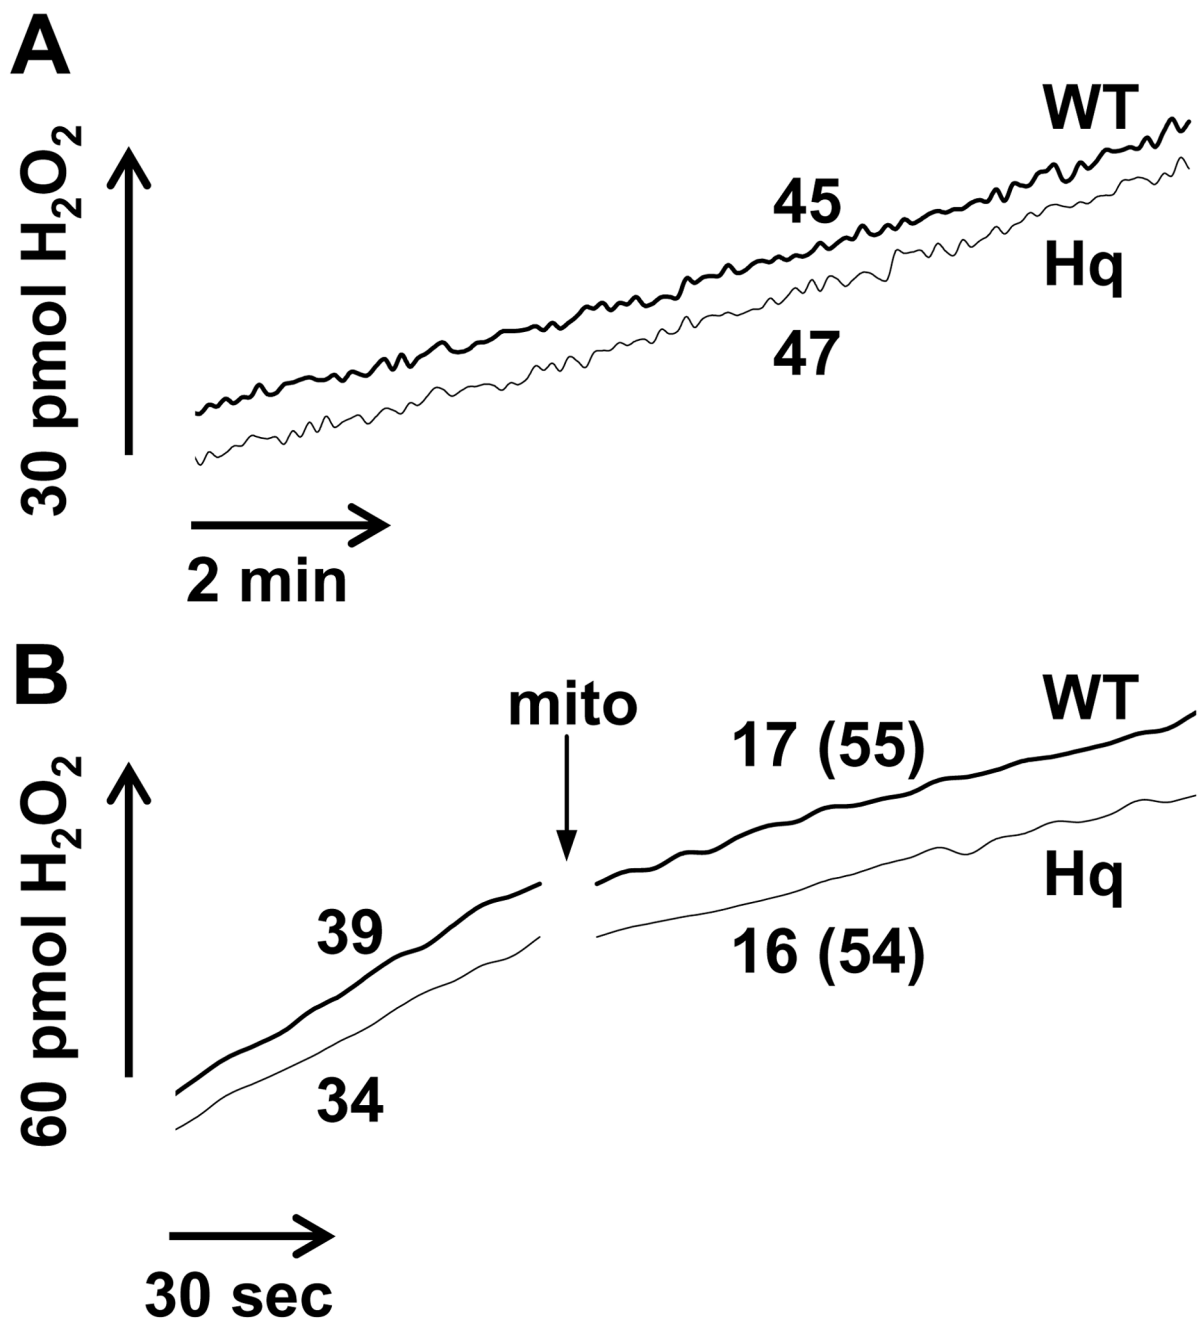 A
30 pmol H₂O₂
WT
45
Hq
47
2 min
B
60 pmol H₂O₂
mito
WT
17 (55)
39
Hq
16 (54)
34
30 sec